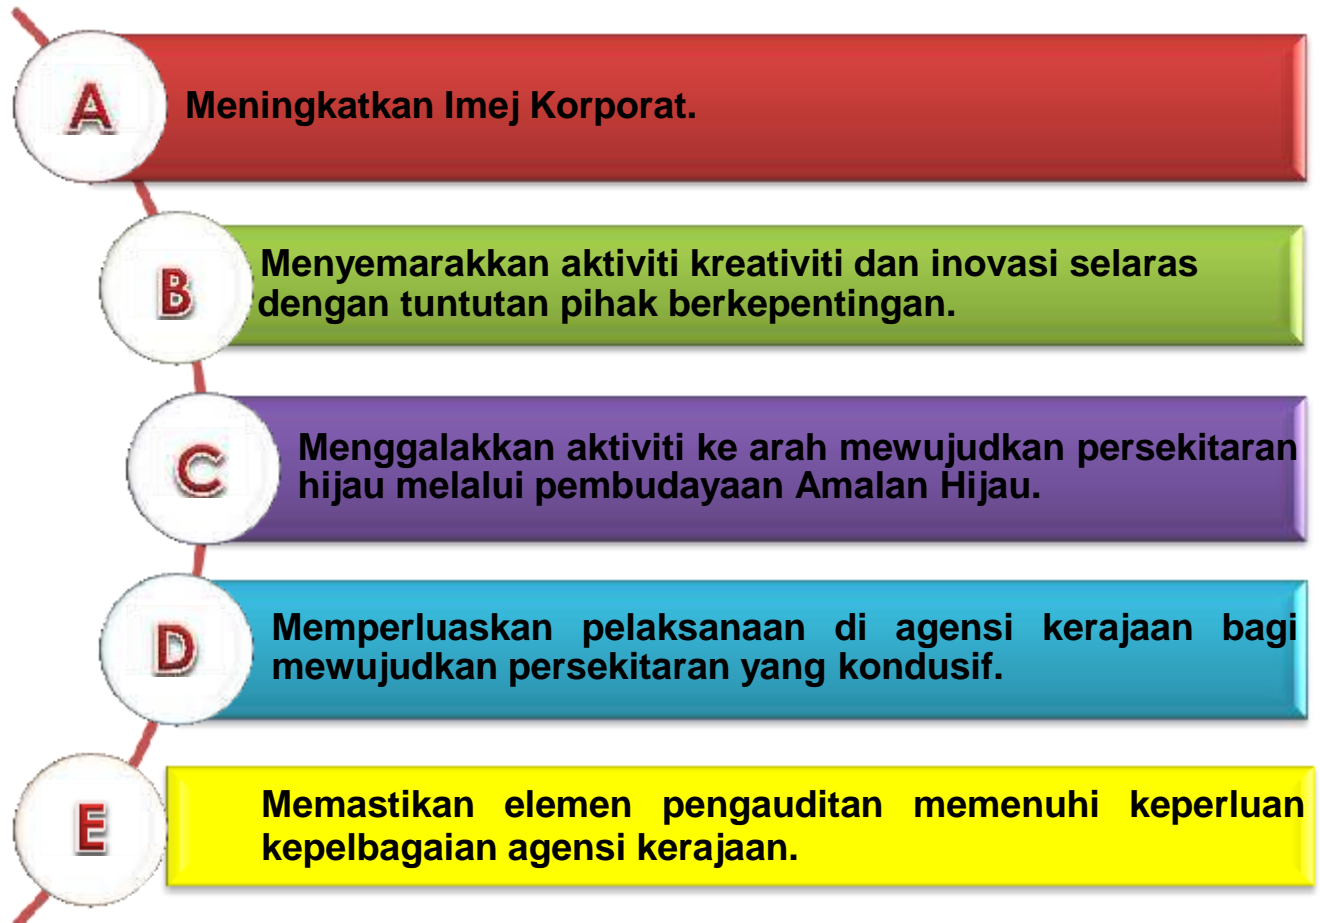 A
Meningkatkan Imej Korporat.
B
Menyemarakkan aktiviti kreativiti dan inovasi selaras
dengan tuntutan pihak berkepentingan.
C
Menggalakkan aktiviti ke arah mewujudkan persekitaran
hijau melalui pembudayaan Amalan Hijau.
D
Memperluaskan pelaksanaan di agensi kerajaan bagi
mewujudkan persekitaran yang kondusif.
E
Memastikan elemen pengauditan memenuhi keperluan
kepelbagaian agensi kerajaan.